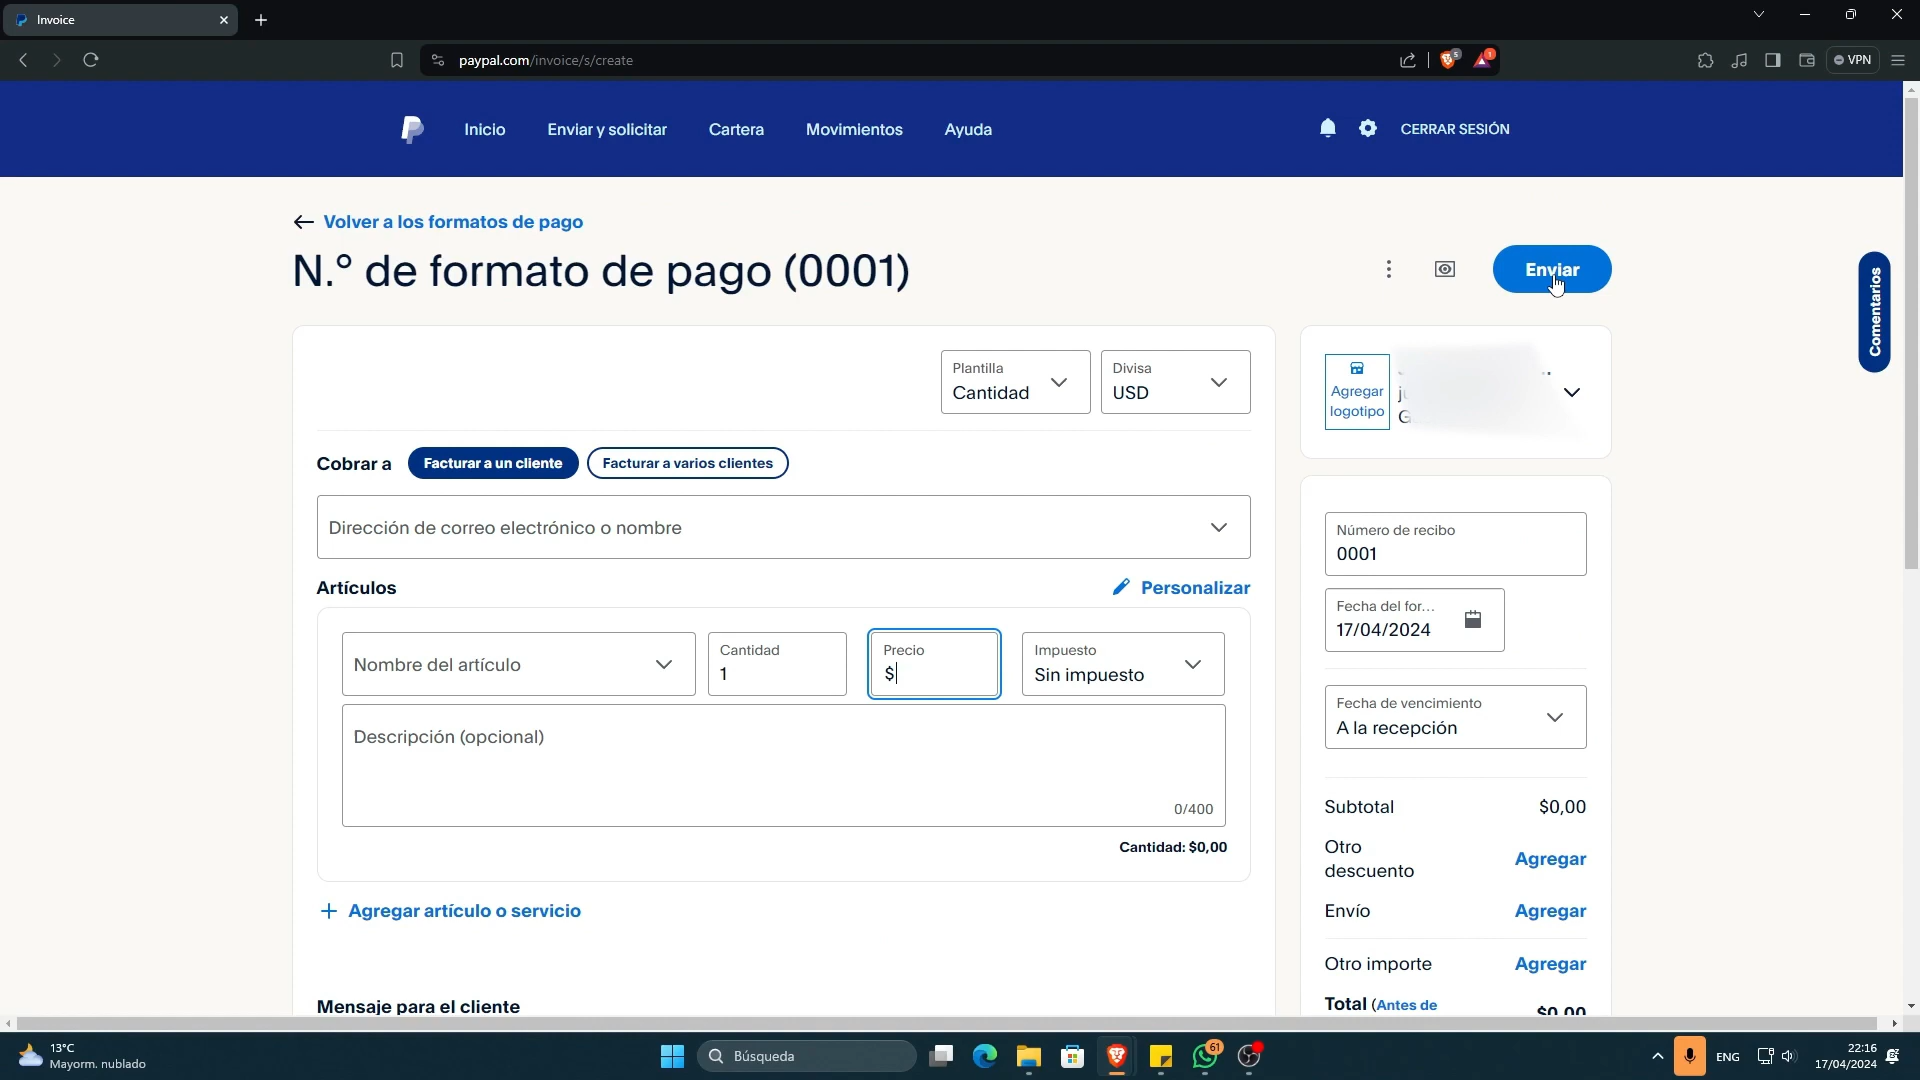 Invoice
paypal.com/invoice/s/create
5
1
VPN
Inicio
Enviar y solicitar
Cartera
Movimientos
Ayuda
CERRAR SESIÓN
Volver a los formatos de pago
N.º de formato de pago (0001)
Enviar
Comentarios
Plantilla
Cantidad
Divisa
USD
Agregar
logotipo
Cobrar a
Facturar a un cliente
Facturar a varios clientes
Dirección de correo electrónico o nombre
Número de recibo
0001
Artículos
Personalizar
Fecha del for...
17/04/2024
Nombre del artículo
Cantidad
1
Precio
$
Impuesto
Sin impuesto
Fecha de vencimiento
A la recepción
Descripción (opcional)
0/400
Cantidad: $0,00
Subtotal
$0,00
Otro
descuento
Agregar
Agregar artículo o servicio
Envío
Agregar
Otro importe
Agregar
Mensaje para el cliente
Total (Antes de
$0,00
13°C
Mayorm. nublado
Búsqueda
61
ENG
22:16
17/04/2024